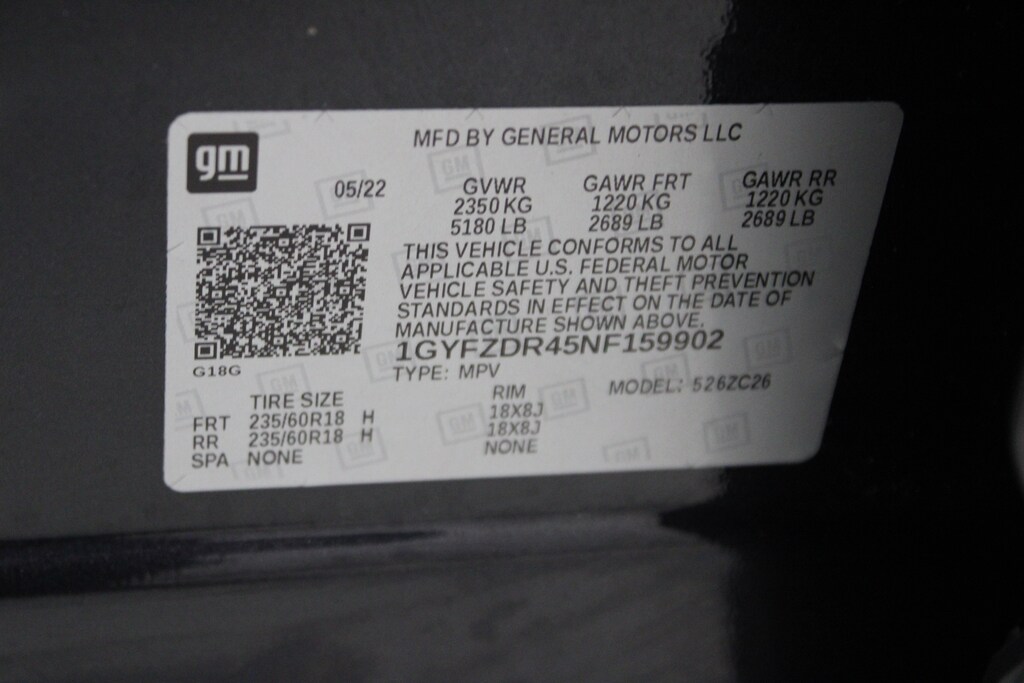 gm
MFD BY GENERAL MOTORS LLC
05/22 GVWR GAWR FRT GAWR RR
2350 KG 1220 KG 1220 KG
5180 LB 2689 LB 2689 LB
THIS VEHICLE CONFORMS TO ALL
APPLICABLE U.S. FEDERAL MOTOR
VEHICLE SAFETY AND THEFT PREVENTION
STANDARDS IN EFFECT ON THE DATE OF
MANUFACTURE SHOWN ABOVE.
1GYFZDR45NF159902
G18G
TYPE: MPV MODEL: 526ZC26
TIRE SIZE RIM
FRT 235/60R18 H 18X8J
RR 235/60R18 H 18X8J
SPA NONE NONE